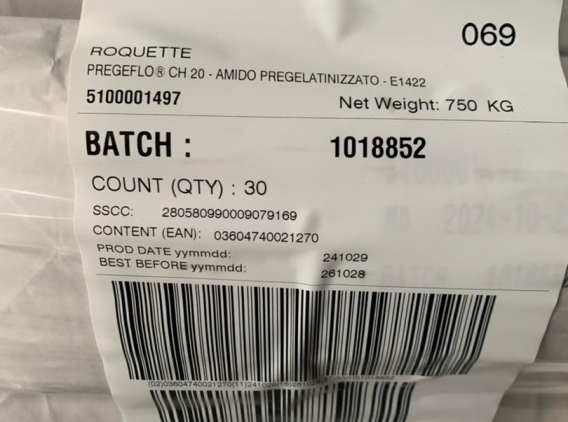 069
ROQUETTE
PREGEFLO® CH 20 - AMIDO PREGELATINIZZATO - E1422
5100001497 Net Weight: 750 KG
BATCH : 1018852
COUNT (QTY) : 30
SSCC: 280580990009079169
CONTENT (EAN): 03604740021270
PROD DATE yymmdd: 241029
BEST BEFORE yymmdd: 261028